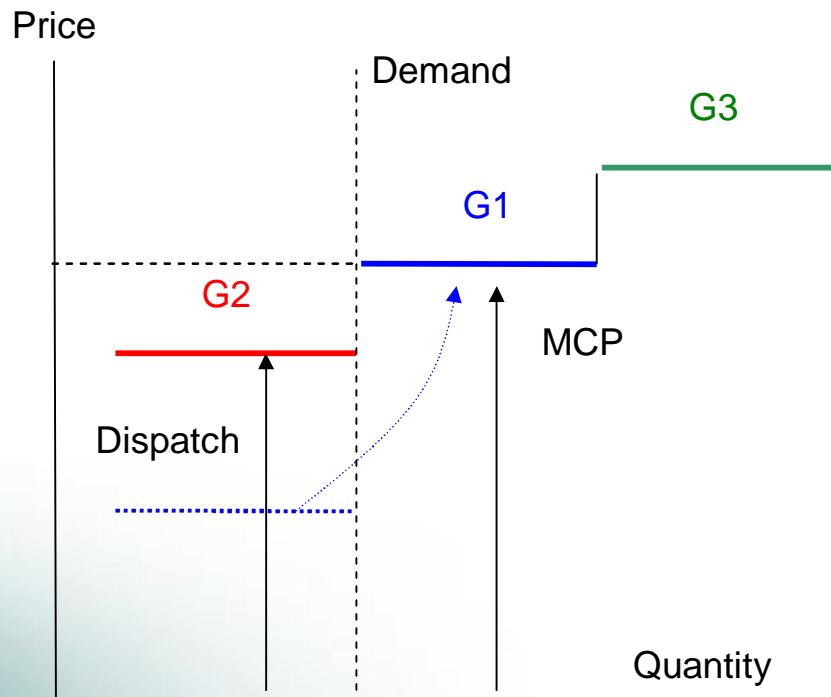 Price
Demand
G3
G1
G2
MCP
Dispatch
Quantity